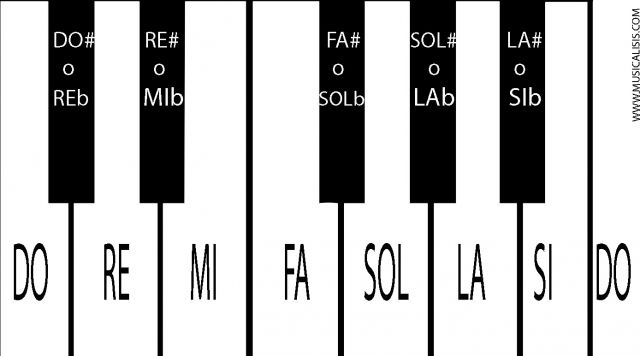 DO# RE# FA# SOL# LA#
o o o o o
REb MIb SOLb LAb SIb
DO RE MI FA SOL LA SI DO
WWW.MUSICALISIS.COM